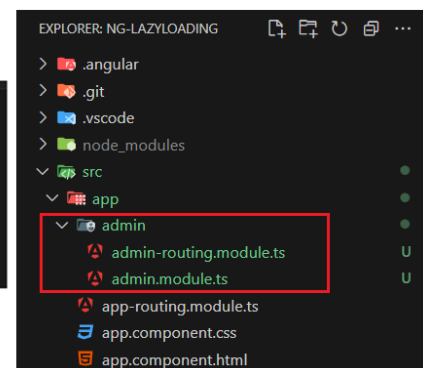 EXPLORER: NG-LAZYLOADING
.angular
.git
.vscode
node_modules
src
app
admin
admin-routing.module.ts U
admin.module.ts U
app-routing.module.ts
app.component.css
app.component.html